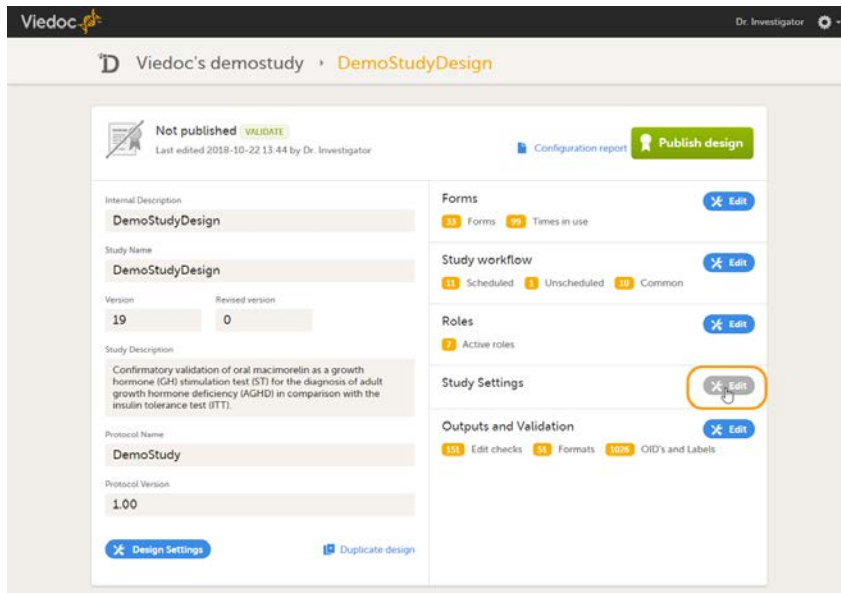 Viedoc
Dr. Investigator
Viedoc's demostudy › DemoStudyDesign
Not published VALIDATE
Last edited 2018-10-22 13:44 by Dr. Investigator
Configuration report
Publish design
Internal Description
DemoStudyDesign
Study Name
DemoStudyDesign
Version Revised version
19 0
Study Description
Confirmatory validation of oral macimorelin as a growth
hormone (GH) stimulation test (ST) for the diagnosis of adult
growth hormone deficiency (AGHD) in comparison with the
insulin tolerance test (ITT).
Protocol Name
DemoStudy
Protocol Version
1.00
Design Settings
Duplicate design
Forms
Edit
33 Forms 99 Times in use
Study workflow
Edit
11 Scheduled 1 Unscheduled 10 Common
Roles
Edit
7 Active roles
Study Settings
Edit
Outputs and Validation
Edit
151 Edit checks 51 Formats 1026 OID's and Labels